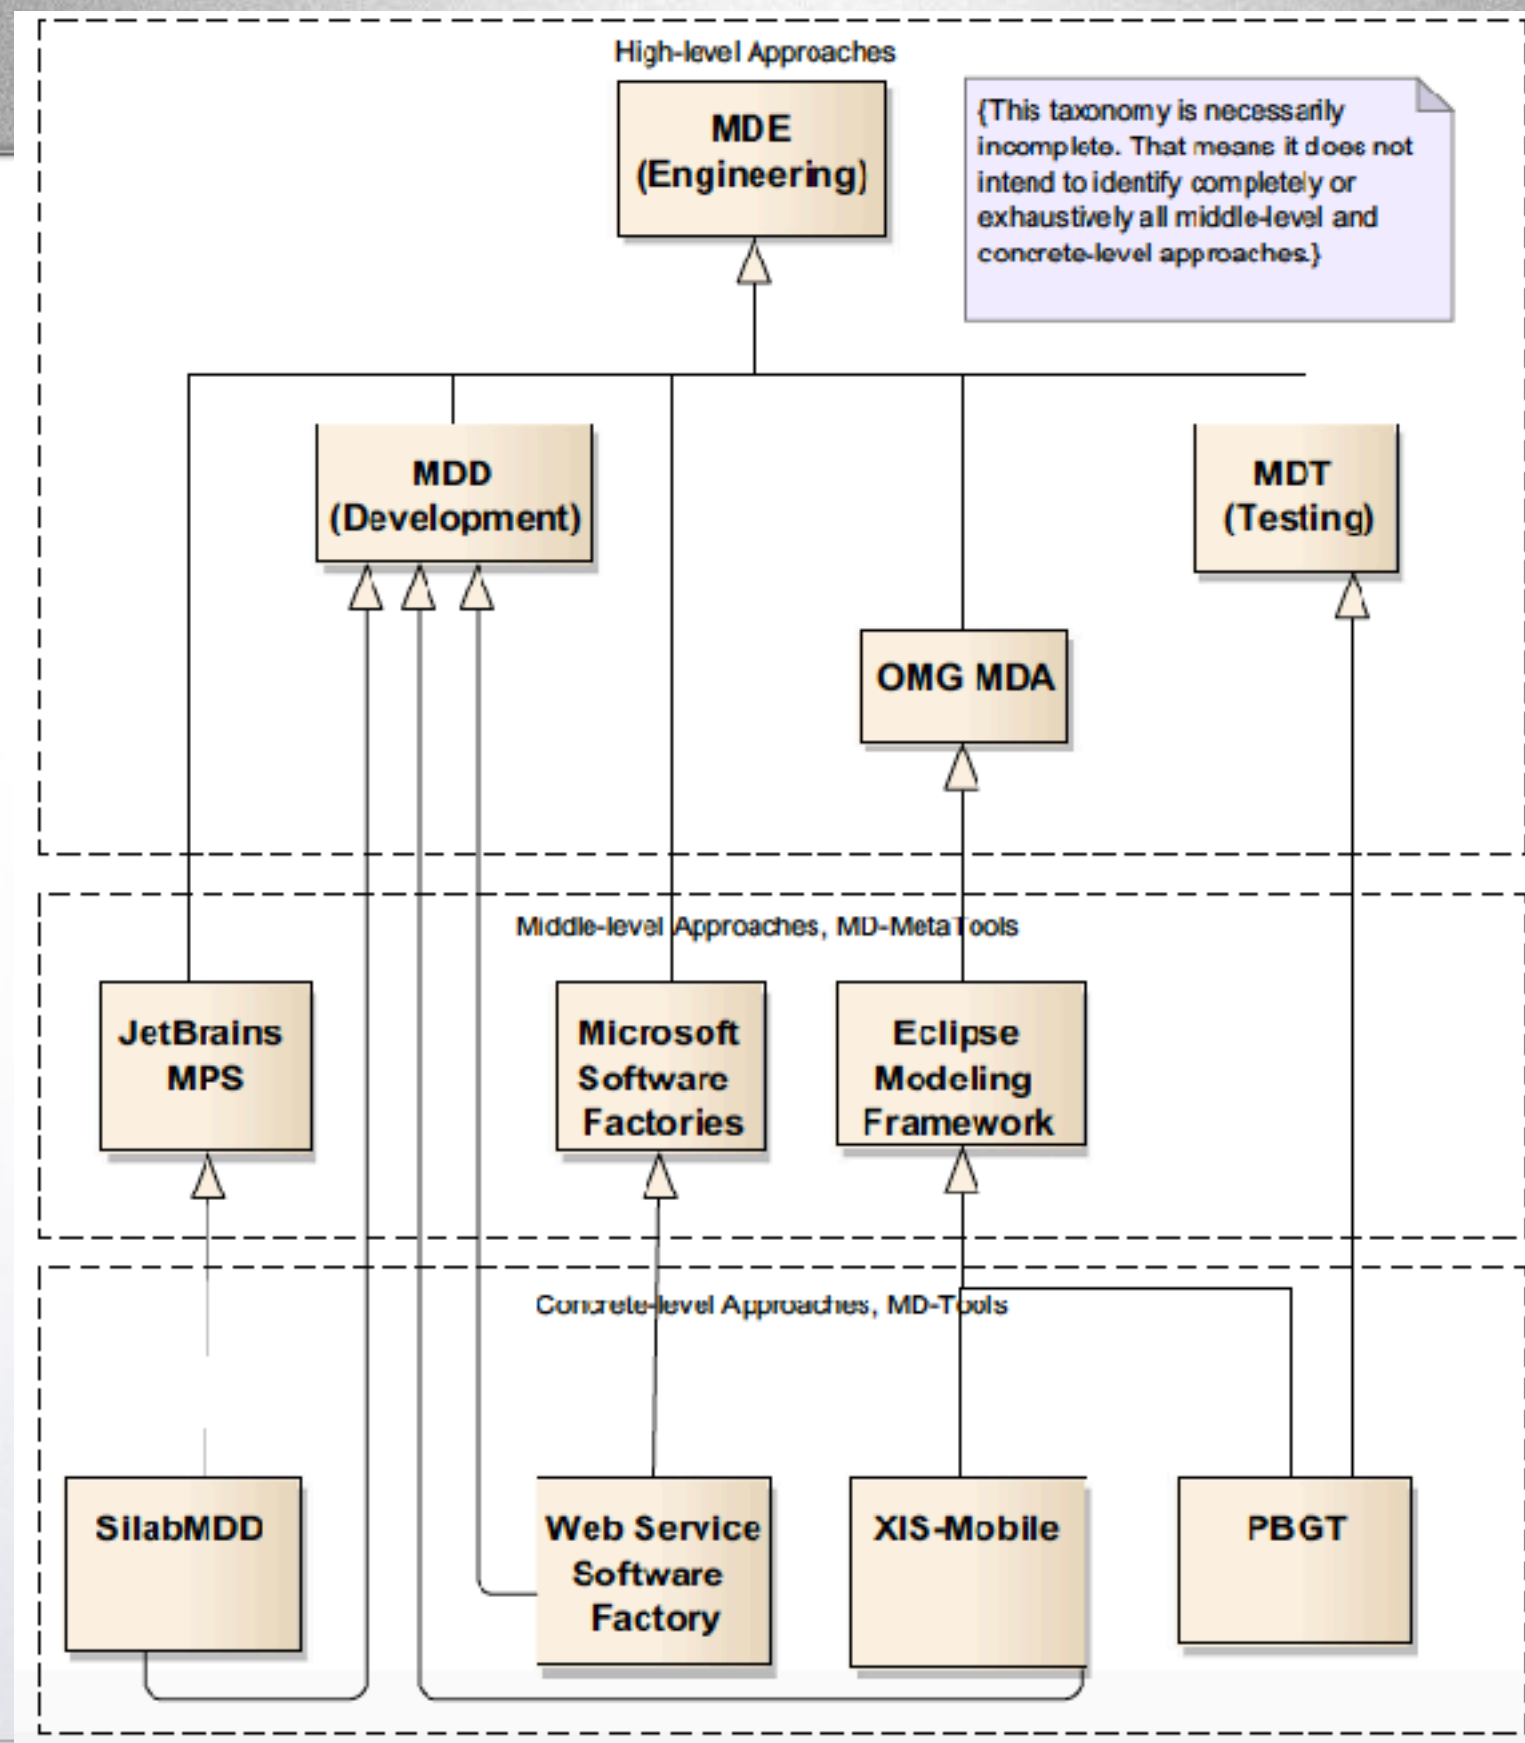 High-level Approaches
MDE
(Engineering)
{This taxonomy is necessarily
incomplete. That means it does not
intend to identify completely or
exhaustively all middle-level and
concrete-level approaches.}
MDD
(Development)
MDT
(Testing)
OMG MDA
Middle-level Approaches, MD-MetaTools
JetBrains
MPS
Microsoft
Software
Factories
Eclipse
Modeling
Framework
Concrete-level Approaches, MD-Tools
SilabMDD
Web Service
Software
Factory
XIS-Mobile
PBGT